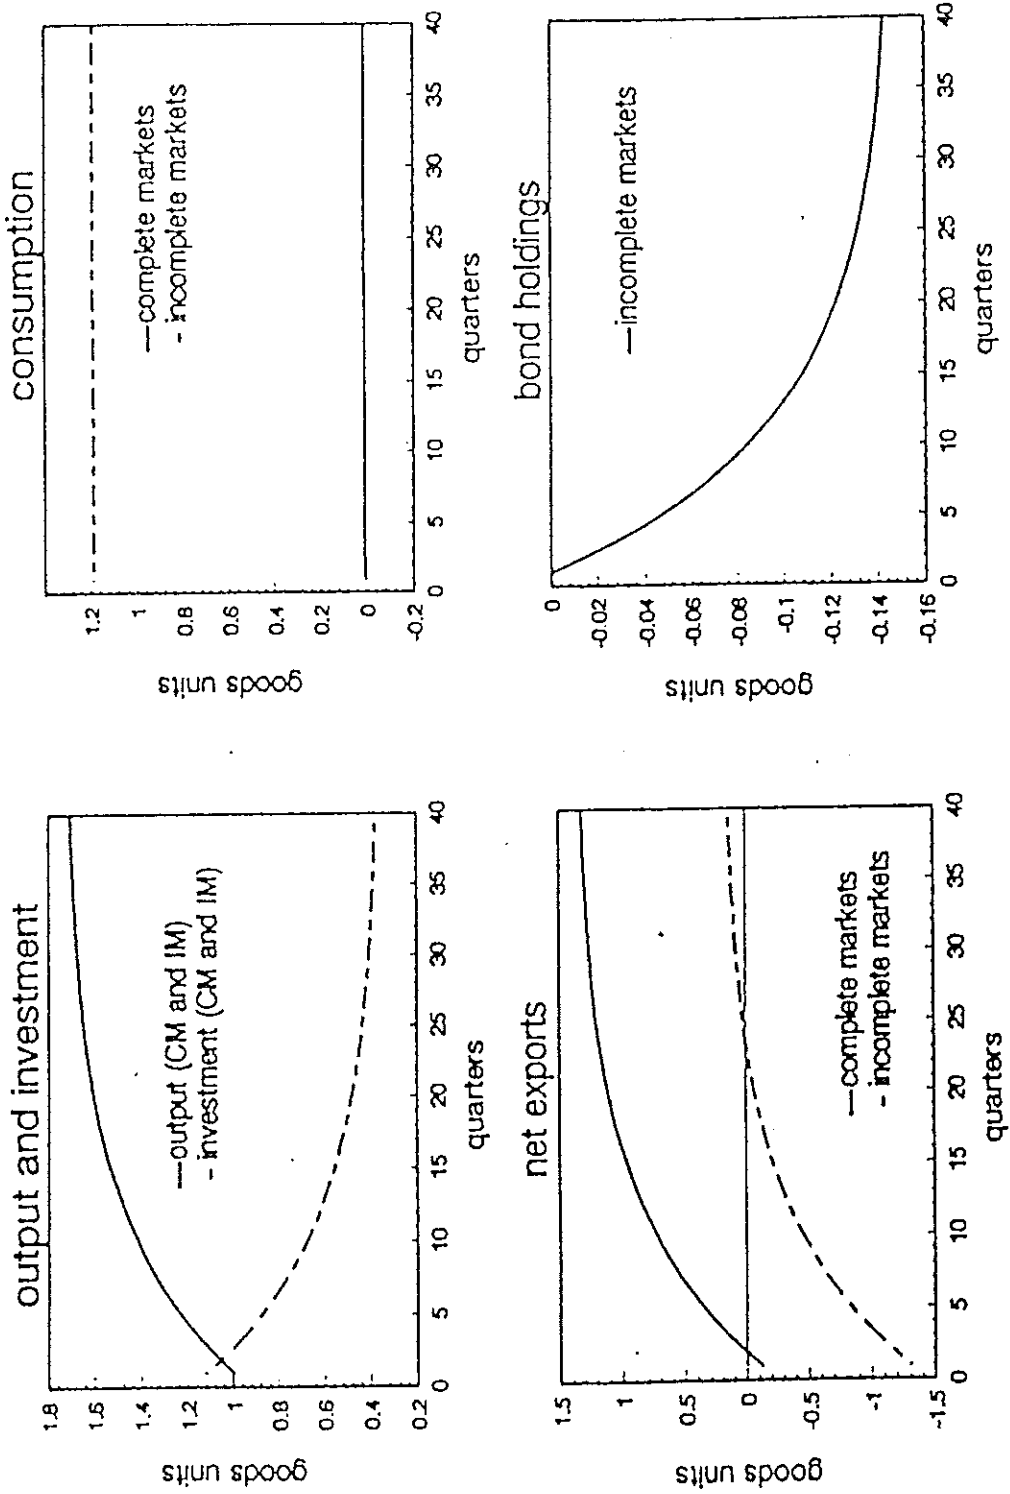 output and investment
goods units
1.8
1.6
1.4
1.2
1
0.8
0.6
0.4
0.2
—output (CM and IM)
- investment (CM and IM)
0 5 10 15 20 25 30 35 40
quarters
consumption
goods units
1.2
1
0.8
0.6
0.4
0.2
0
-0.2
—complete markets
- incomplete markets
0 5 10 15 20 25 30 35 40
quarters
net exports
goods units
1.5
1
0.5
0
-0.5
-1
-1.5
—complete markets
- incomplete markets
0 5 10 15 20 25 30 35 40
quarters
bond holdings
goods units
0
-0.02
-0.04
-0.06
-0.08
-0.1
-0.12
-0.14
-0.16
—incomplete markets
0 5 10 15 20 25 30 35 40
quarters